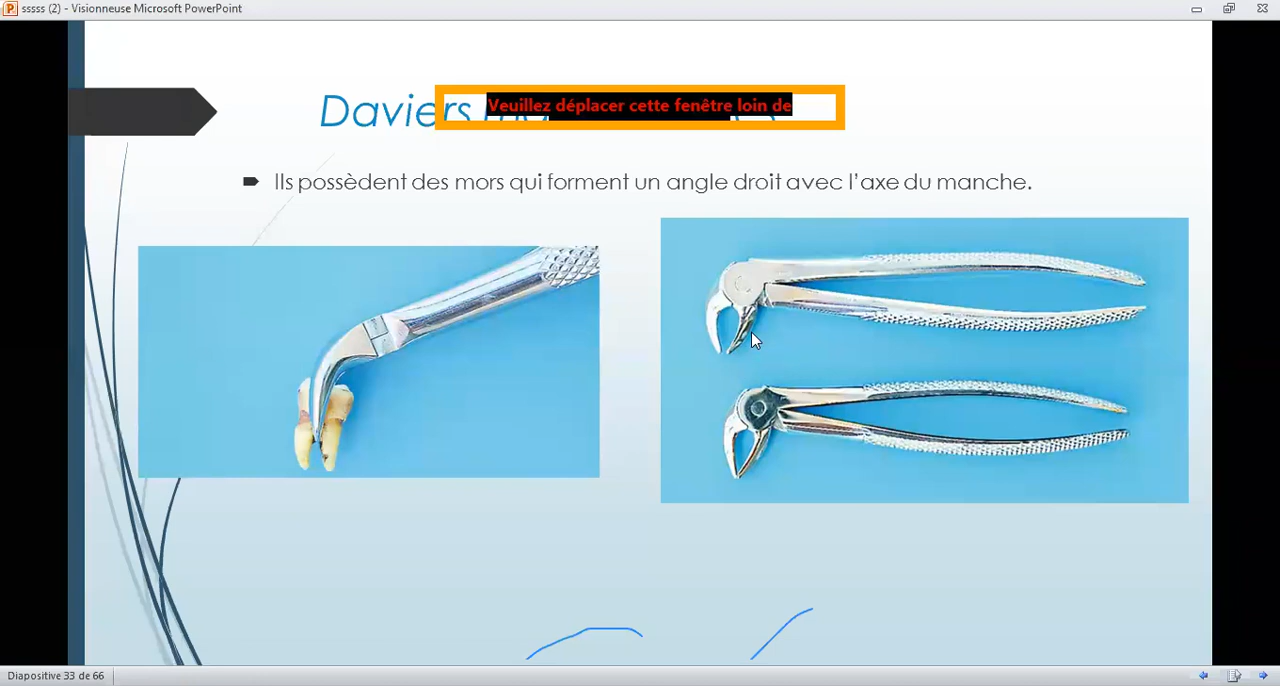 sssss (2) - Visionneuse Microsoft PowerPoint
Daviers
Veuillez déplacer cette fenêtre loin de
Ils possèdent des mors qui forment un angle droit avec l’axe du manche.
Diapositive 33 de 66